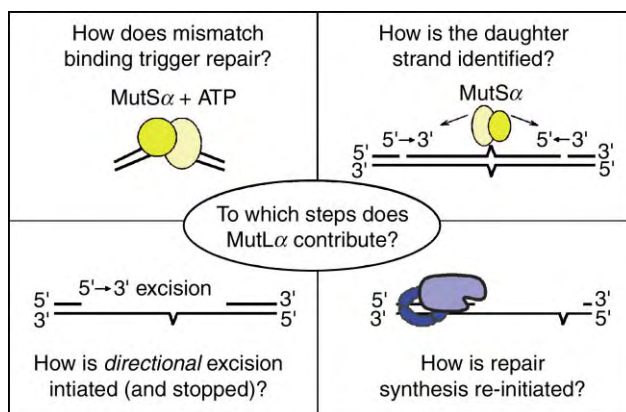 How does mismatch
binding trigger repair?
MutSα + ATP
How is the daughter
strand identified?
MutSα
5'→3' 5'←3'
5' 3'
3' 5'
To which steps does
MutLα contribute?
5'→3' excision
5' 3'
3' 5'
How is directional excision
intiated (and stopped)?
5' 3'
3' 5'
How is repair
synthesis re-initiated?